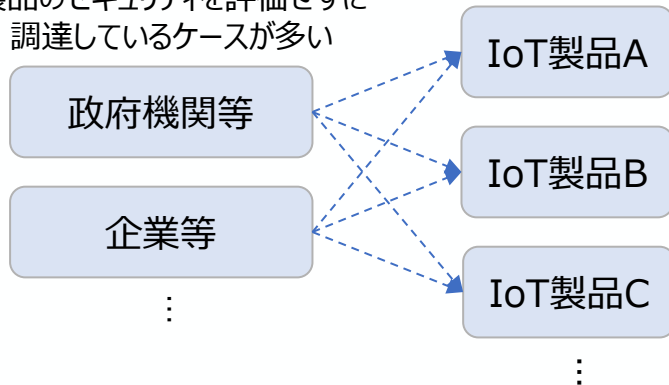 製品のセキュリティを評価せずに
調達しているケースが多い
政府機関等
企業等
⋮
IoT製品A
IoT製品B
IoT製品C
⋮